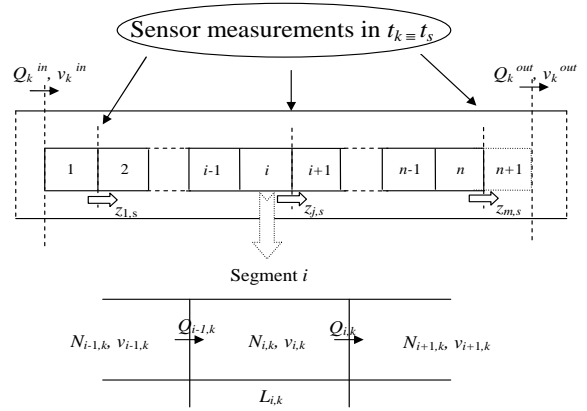 Sensor measurements in t_k ≡ t_s
Q_k^in, v_k^in
Q_k^out, v_k^out
1 2 i-1 i i+1 n-1 n n+1
z_1,s z_j,s z_m,s
Segment i
Q_i-1,k Q_i,k
N_i-1,k, v_i-1,k N_i,k, v_i,k N_i+1,k, v_i+1,k
L_i,k